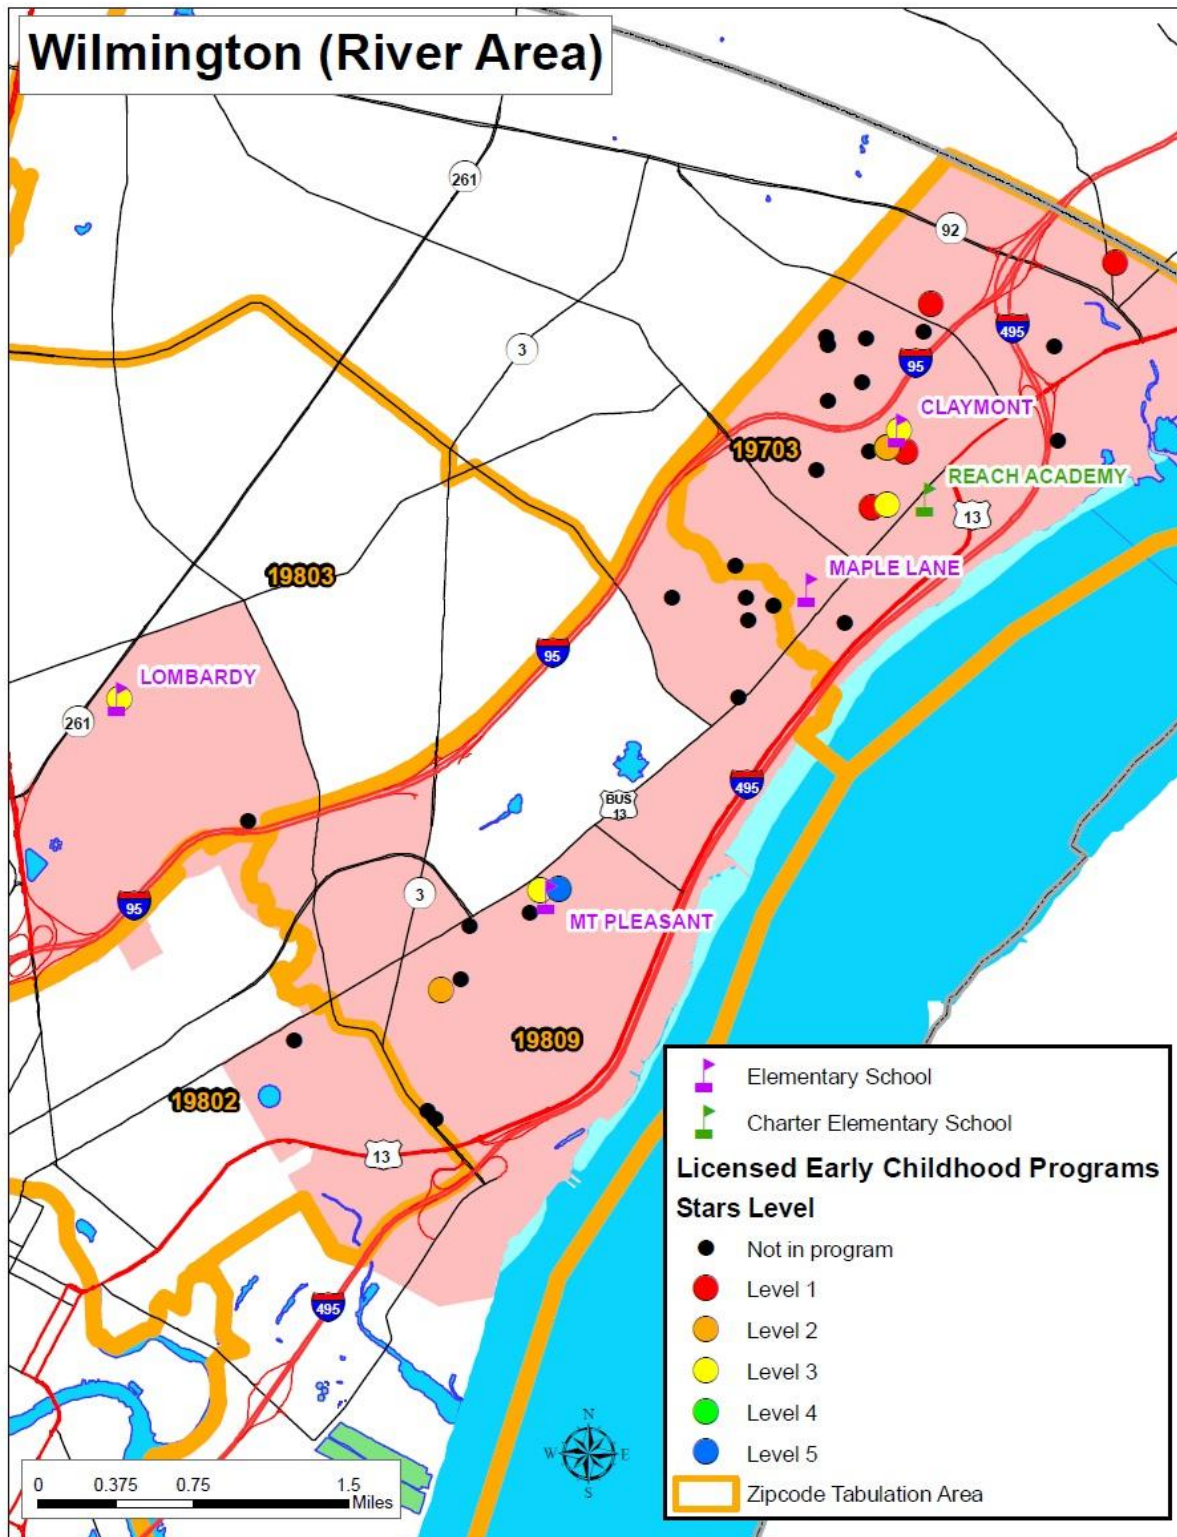 Wilmington (River Area)
261
92
3
495
95
CLAYMONT
19703
REACH ACADEMY
13
MAPLE LANE
19803
95
LOMBARDY
261
495
BUS
13
95
3
MT PLEASANT
19809
19802
13
495
Elementary School
Charter Elementary School
Licensed Early Childhood Programs
Stars Level
Not in program
Level 1
Level 2
Level 3
Level 4
Level 5
Zipcode Tabulation Area
N
W E
S
0 0.375 0.75 1.5
Miles